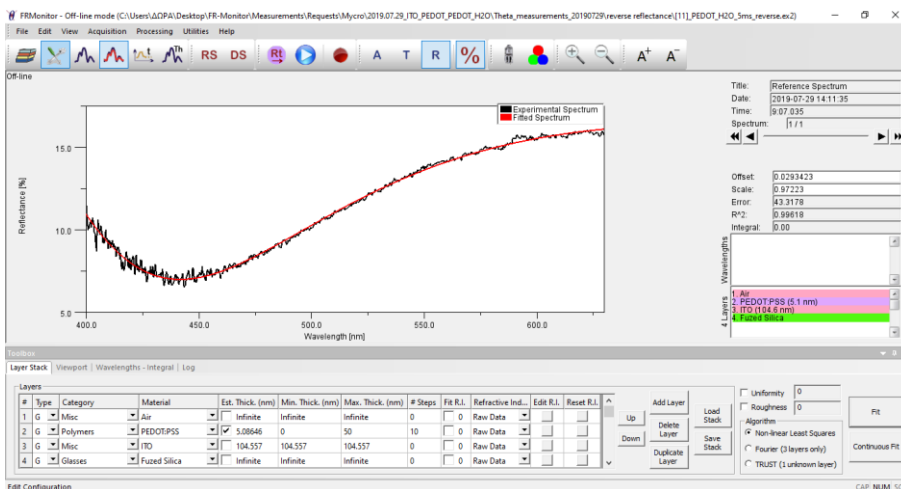 FRMonitor - Off-line mode (C:\Users\ΔΟΡΑ\Desktop\FR-Monitor\Measurements\Requests\Mycro\2019.07.29_ITO_PEDOT_PEDOT_H2O\Theta_measurements_20190729\reverse reflectance\[11]_PEDOT_H2O_5ms_reverse.ex2)
File Edit View Acquisition Processing Utilities Help
Th RS DS Rt A T R % A+ A-
Off-line
Experimental Spectrum
Fitted Spectrum
15.0
10.0
5.0
Reflectance [%]
400.0 450.0 500.0 550.0 600.0
Wavelength [nm]
Title: Reference Spectrum
Date: 2019-07-29 14:11:35
Time: 9:07.035
Spectrum: 1 / 1
Offset: 0.0293423
Scale: 0.97223
Error: 43.3178
R^2: 0.99618
Integral: 0.00
Wavelengths
4 Layers
1. Air
2. PEDOT:PSS (5.1 nm)
3. ITO (104.6 nm)
4. Fuzed Silica
Toolbox
Layer Stack Viewport Wavelengths - Integral Log
Layers
# Type Category Material Est. Thick. (nm) Min. Thick. (nm) Max. Thick. (nm) # Steps Fit R.I. Refractive Ind... Edit R.I. Reset R.I.
1 G Misc Air Infinite Infinite Infinite 0 0 Raw Data
2 G Polymers PEDOT:PSS 5.08646 0 50 10 0 Raw Data
3 G Misc ITO 104.557 104.557 104.557 0 0 Raw Data
4 G Glasses Fuzed Silica Infinite Infinite Infinite 0 0 Raw Data
Up
Down
Add Layer
Delete Layer
Duplicate Layer
Load Stack
Save Stack
Uniformity 0
Roughness 0
Algorithm
Non-linear Least Squares
Fourier (3 layers only)
TRUST (1 unknown layer)
Fit
Continuous Fit
Edit Configuration
CAP NUM